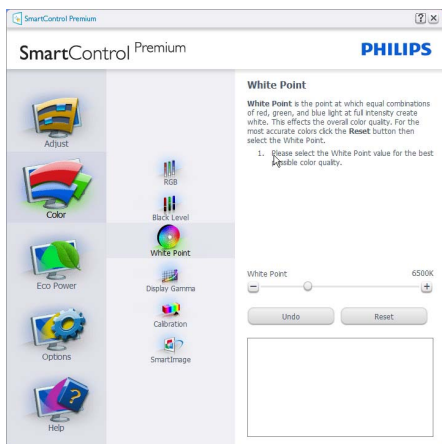 SmartControl Premium
? x
SmartControl Premium
PHILIPS
Adjust
Color
Eco Power
Options
Help
RGB
Black Level
White Point
Display Gamma
Calibration
SmartImage
White Point
White Point is the point at which equal combinations
of red, green, and blue light at full intensity create
white. This effects the overall color quality. For the
most accurate colors click the Reset button then
select the White Point.
1. Please select the White Point value for the best
possible color quality.
White Point 6500K
− +
Undo Reset